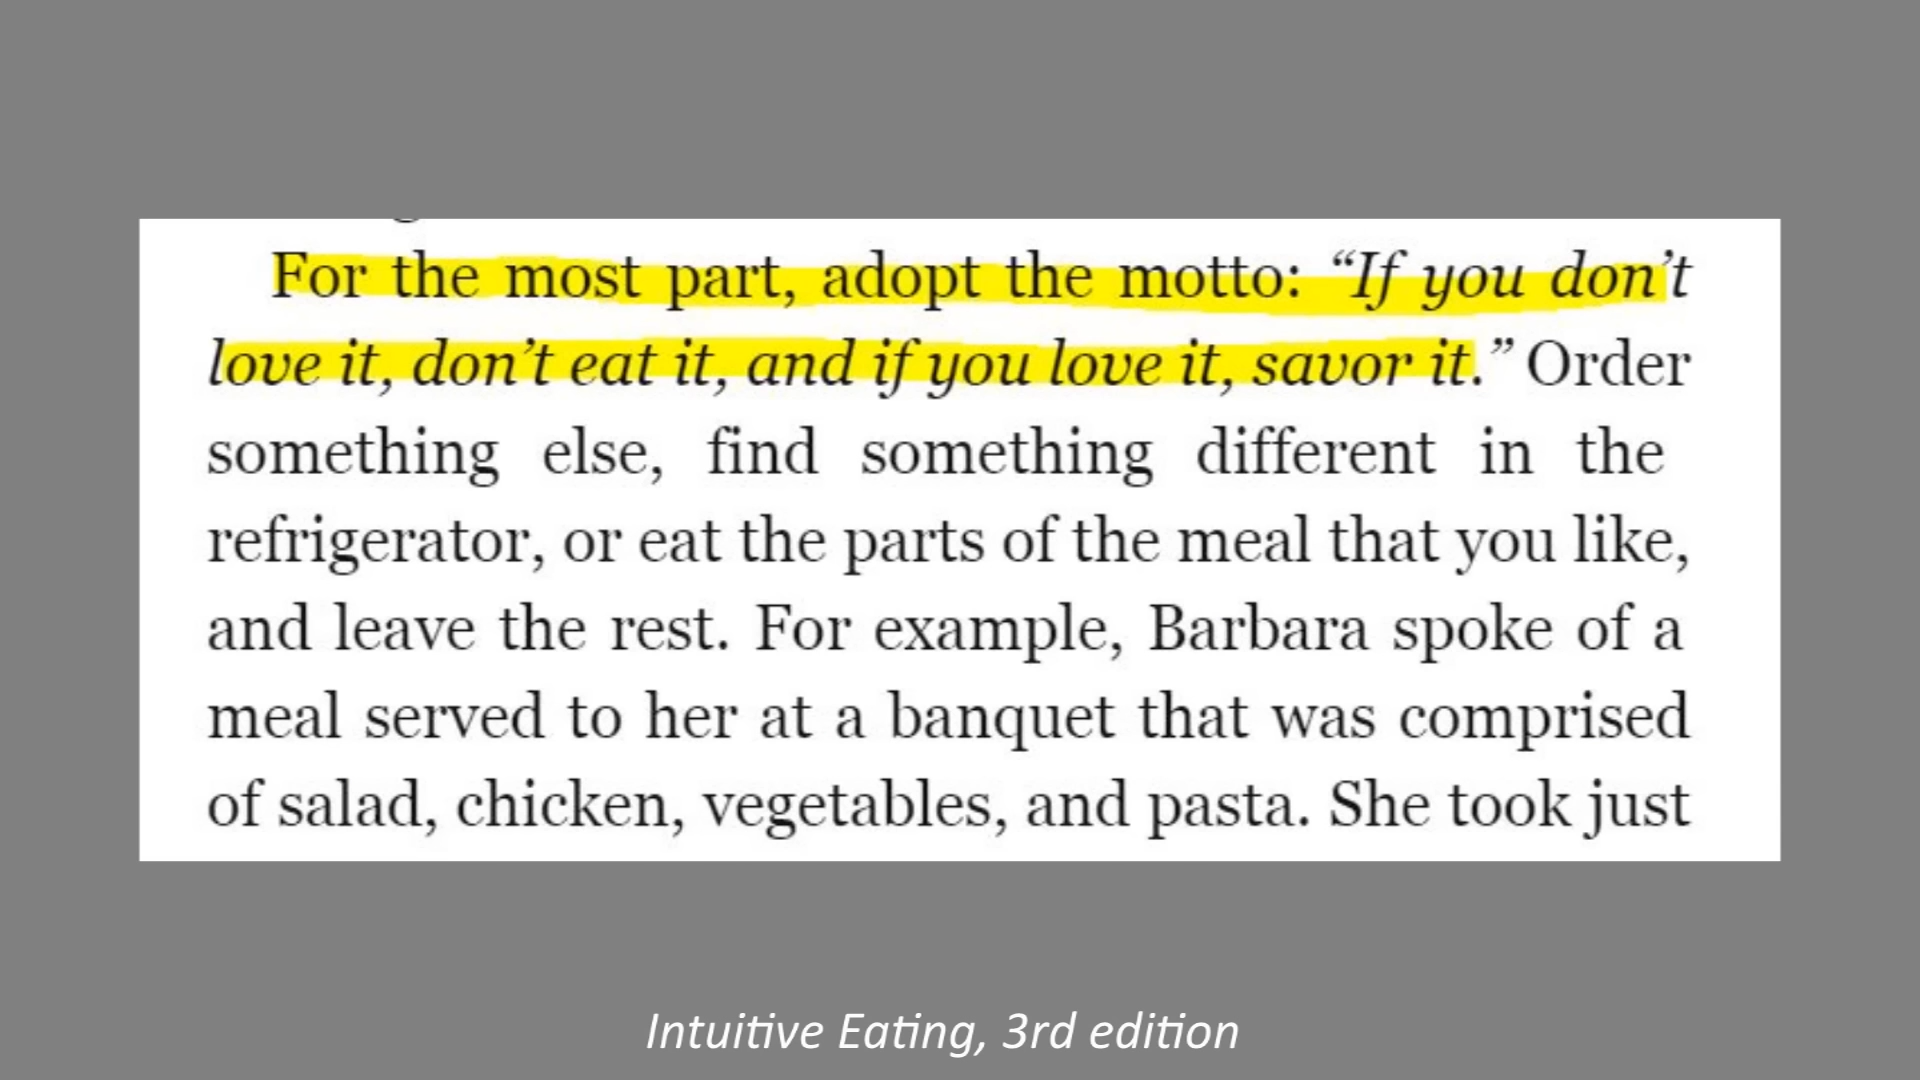 For the most part, adopt the motto: “If you don’t
love it, don’t eat it, and if you love it, savor it.” Order
something else, find something different in the
refrigerator, or eat the parts of the meal that you like,
and leave the rest. For example, Barbara spoke of a
meal served to her at a banquet that was comprised
of salad, chicken, vegetables, and pasta. She took just
Intuitive Eating, 3rd edition